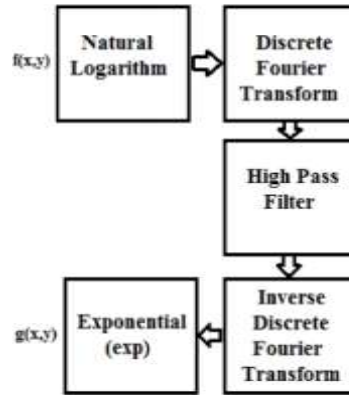 f(x,y)
Natural
Logarithm
Discrete
Fourier
Transform
High Pass
Filter
Inverse
Discrete
Fourier
Transform
Exponential
(exp)
g(x,y)